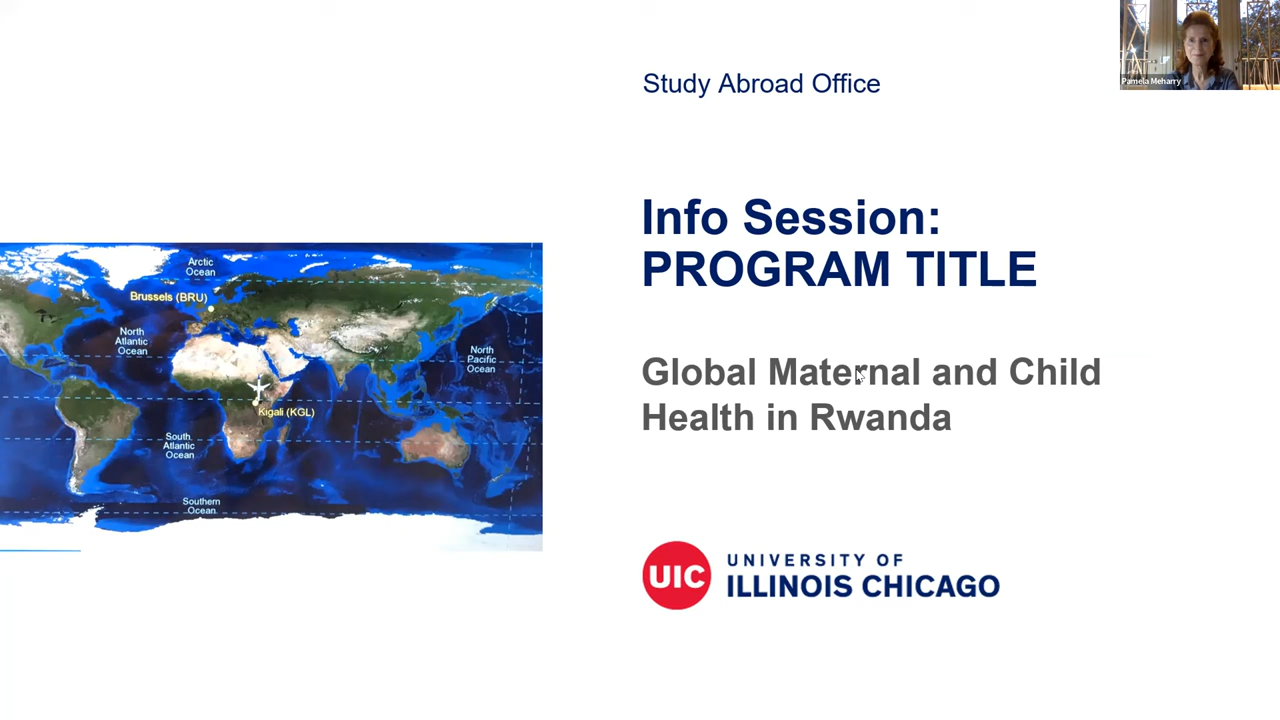 Study Abroad Office
Pamela Meharry
Info Session:
PROGRAM TITLE
Global Maternal and Child
Health in Rwanda
Arctic
Ocean
Brussels (BRU)
North
Atlantic
Ocean
North
Pacific
Ocean
Kigali (KGL)
South
Atlantic
Ocean
Southern
Ocean
UIC
UNIVERSITY OF
ILLINOIS CHICAGO